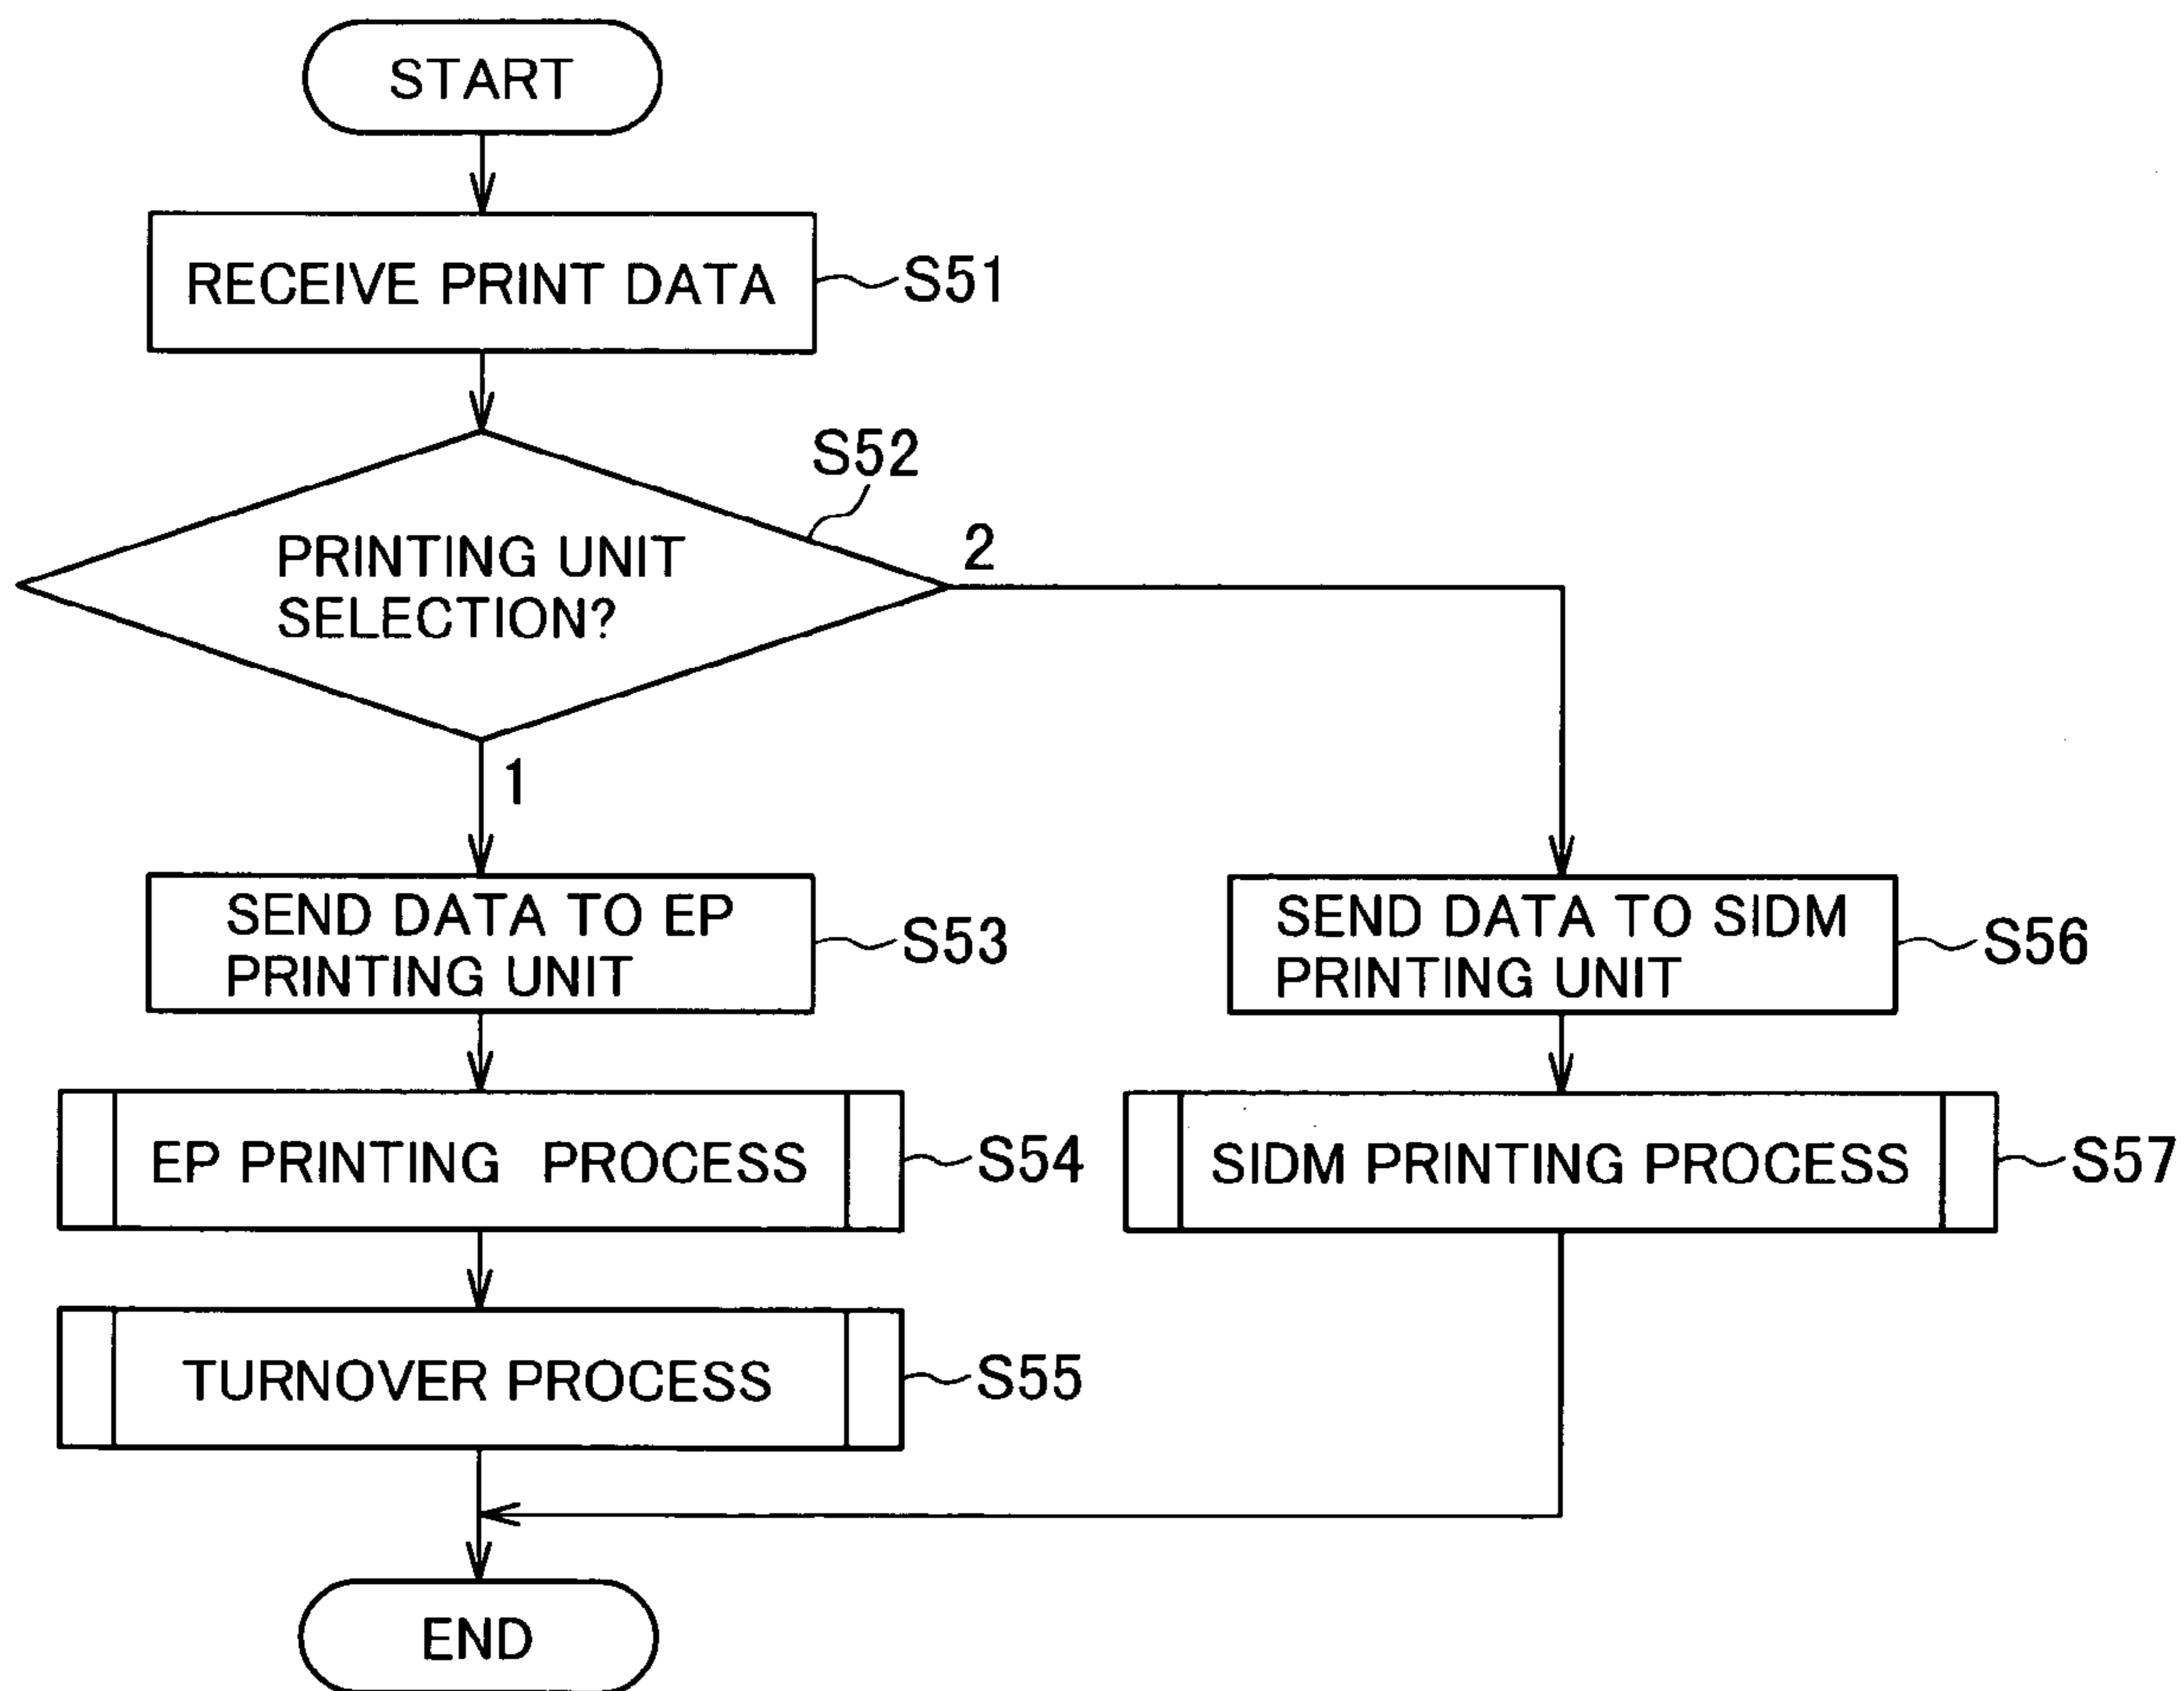 START
RECEIVE PRINT DATA
S51
S52
PRINTING UNIT
SELECTION?
2
1
SEND DATA TO EP
PRINTING UNIT
S53
SEND DATA TO SIDM
PRINTING UNIT
S56
EP PRINTING PROCESS
S54
SIDM PRINTING PROCESS
S57
TURNOVER PROCESS
S55
END